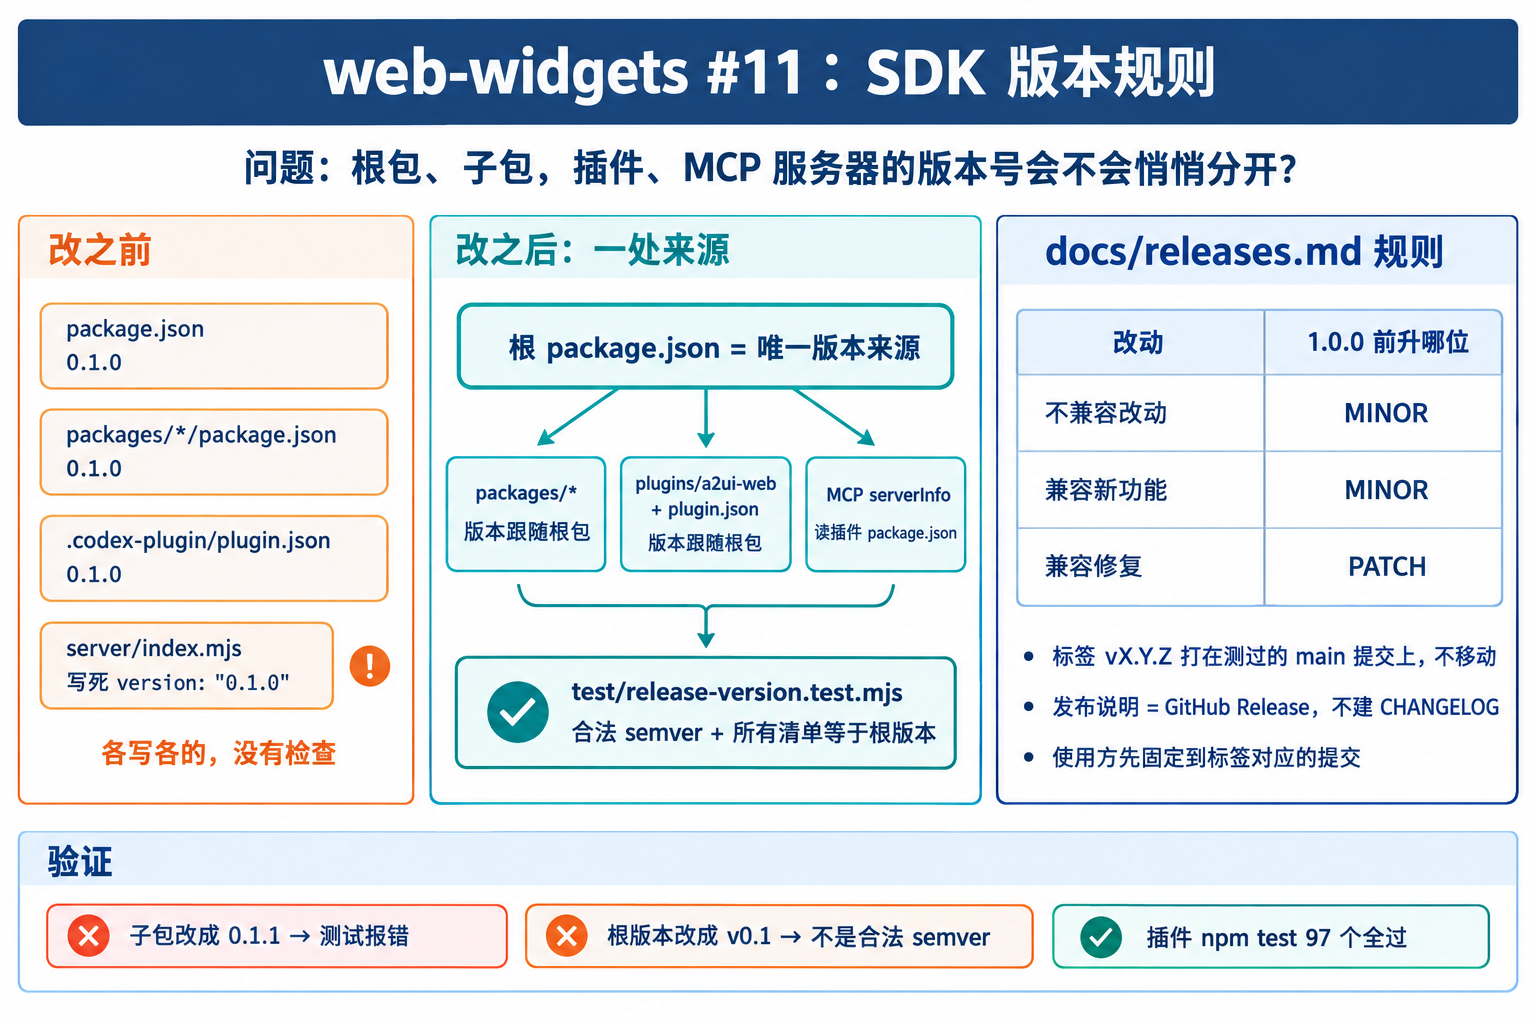 web-widgets #11：SDK 版本规则
问题：根包、子包，插件、MCP 服务器的版本号会不会悄悄分开？
改之前
package.json
0.1.0
packages/*/package.json
0.1.0
.codex-plugin/plugin.json
0.1.0
server/index.mjs
写死 version: "0.1.0"
!
各写各的，没有检查
改之后：一处来源
根 package.json = 唯一版本来源
packages/*
版本跟随根包
plugins/a2ui-web
+ plugin.json
版本跟随根包
MCP serverInfo
读插件 package.json
test/release-version.test.mjs
合法 semver + 所有清单等于根版本
docs/releases.md 规则
改动
1.0.0 前升哪位
不兼容改动
MINOR
兼容新功能
MINOR
兼容修复
PATCH
• 标签 vX.Y.Z 打在测过的 main 提交上，不移动
• 发布说明 = GitHub Release，不建 CHANGELOG
• 使用方先固定到标签对应的提交
验证
子包改成 0.1.1 → 测试报错
根版本改成 v0.1 → 不是合法 semver
插件 npm test 97 个全过